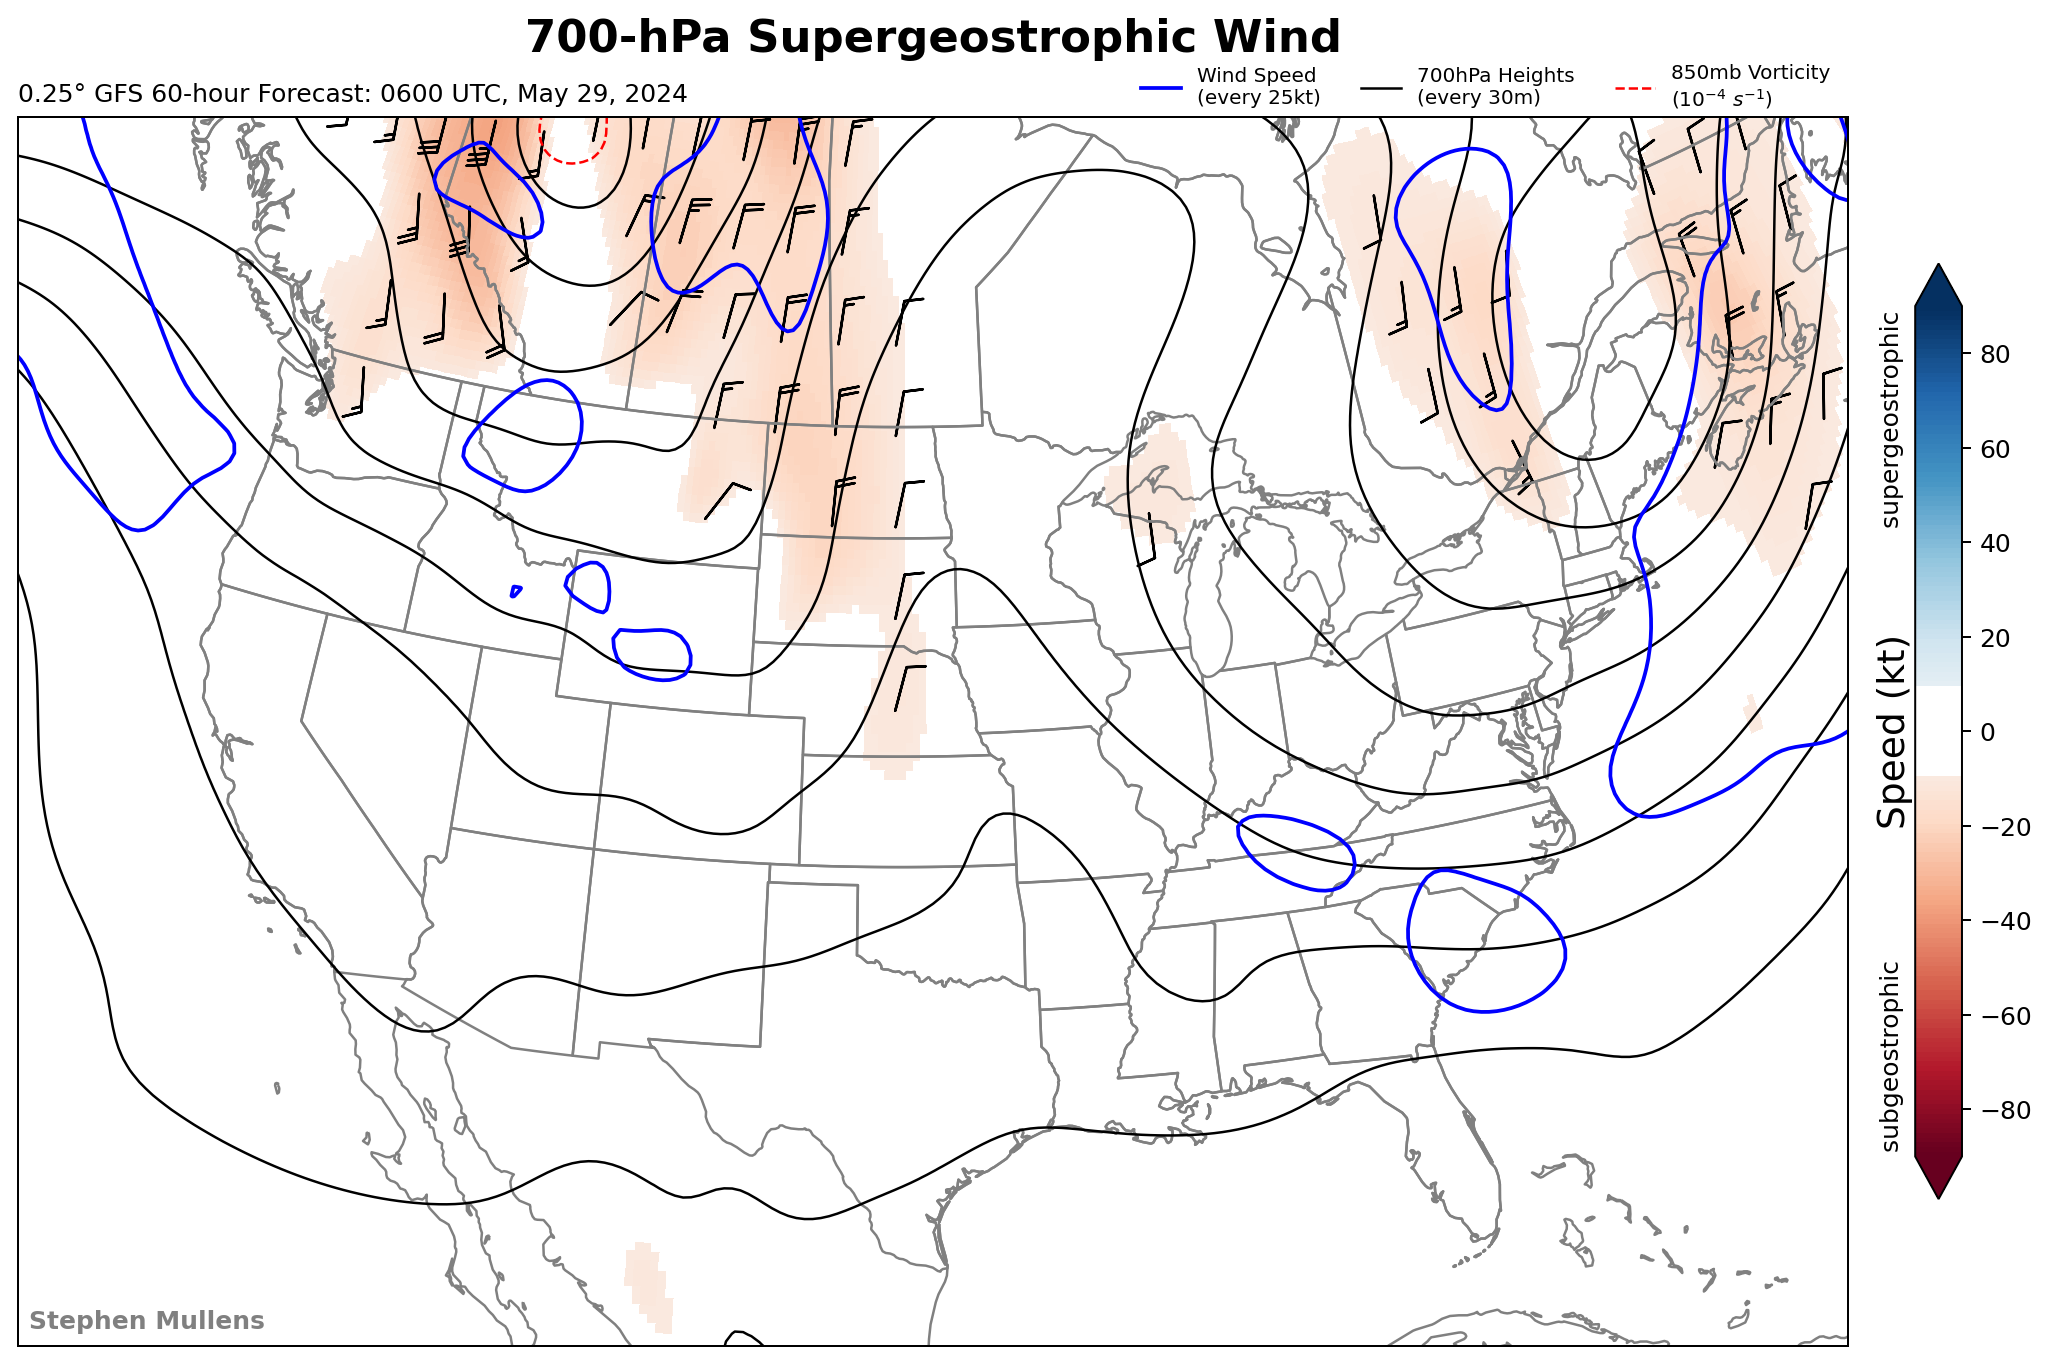 700-hPa Supergeostrophic Wind
0.25° GFS 60-hour Forecast: 0600 UTC, May 29, 2024
Wind Speed
(every 25kt)
700hPa Heights
(every 30m)
850mb Vorticity
(10⁻⁴ s⁻¹)
supergeostrophic
Speed (kt)
subgeostrophic
80
60
40
20
0
−20
−40
−60
−80
Stephen Mullens